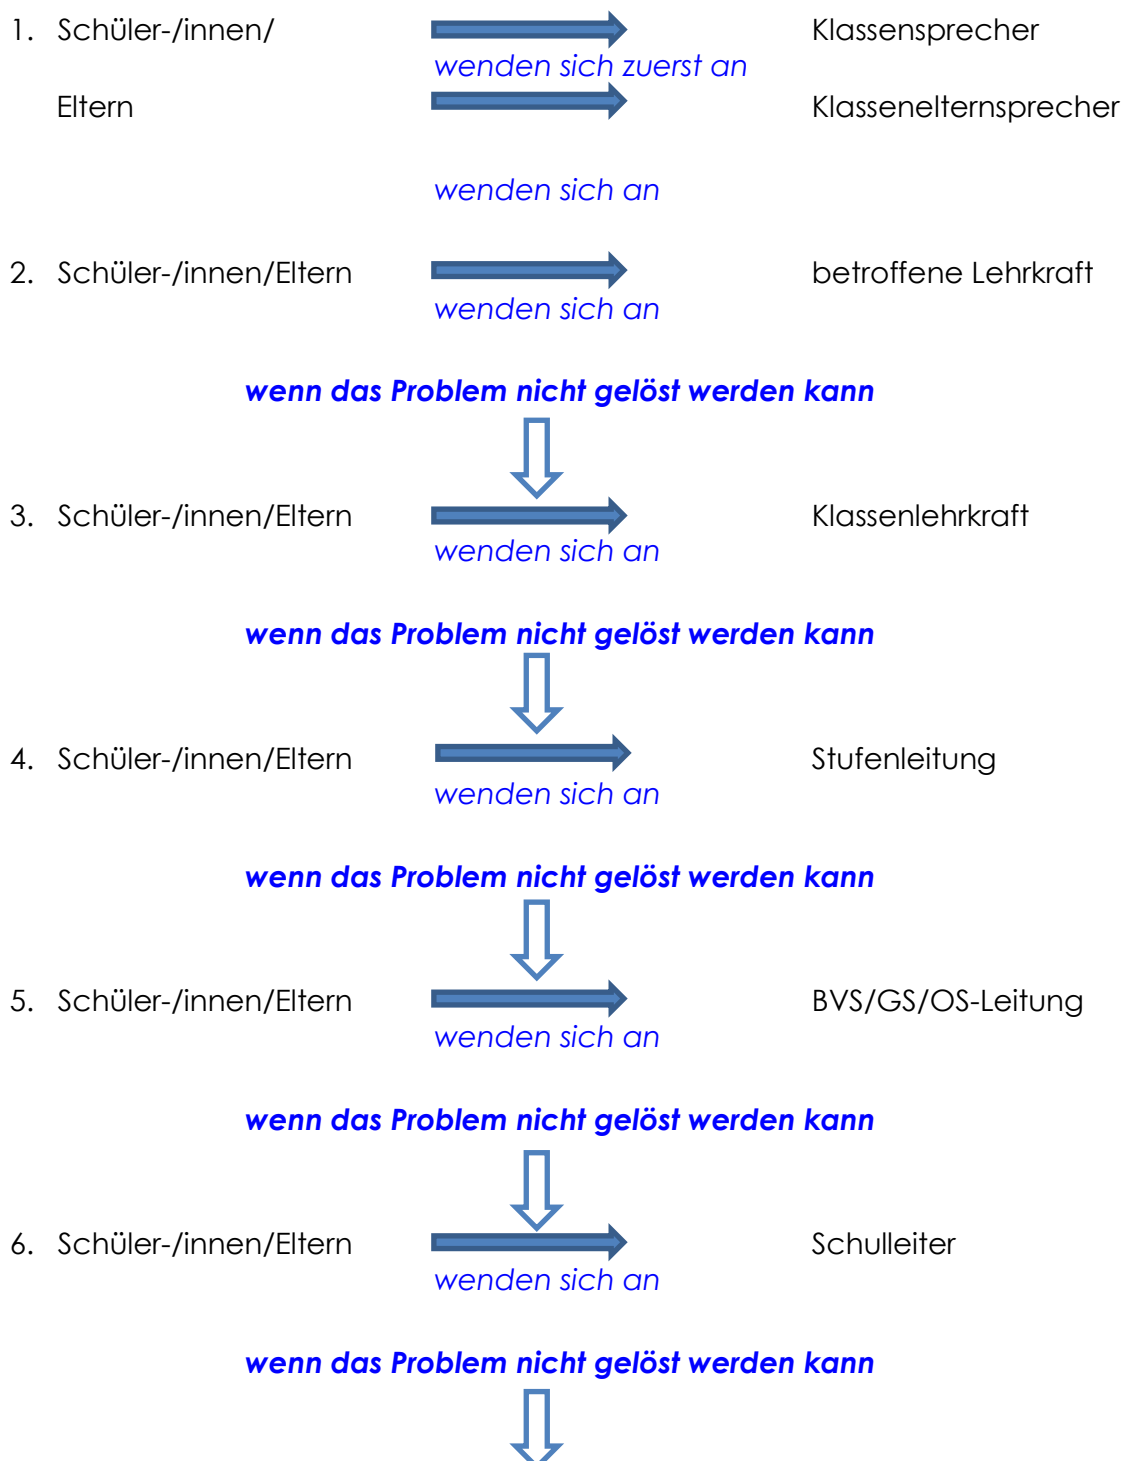 1. Schüler-/innen/ Klassensprecher
wenden sich zuerst an
Eltern Klassenelternsprecher
wenden sich an
2. Schüler-/innen/Eltern betroffene Lehrkraft
wenden sich an
wenn das Problem nicht gelöst werden kann
3. Schüler-/innen/Eltern Klassenlehrkraft
wenden sich an
wenn das Problem nicht gelöst werden kann
4. Schüler-/innen/Eltern Stufenleitung
wenden sich an
wenn das Problem nicht gelöst werden kann
5. Schüler-/innen/Eltern BVS/GS/OS-Leitung
wenden sich an
wenn das Problem nicht gelöst werden kann
6. Schüler-/innen/Eltern Schulleiter
wenden sich an
wenn das Problem nicht gelöst werden kann